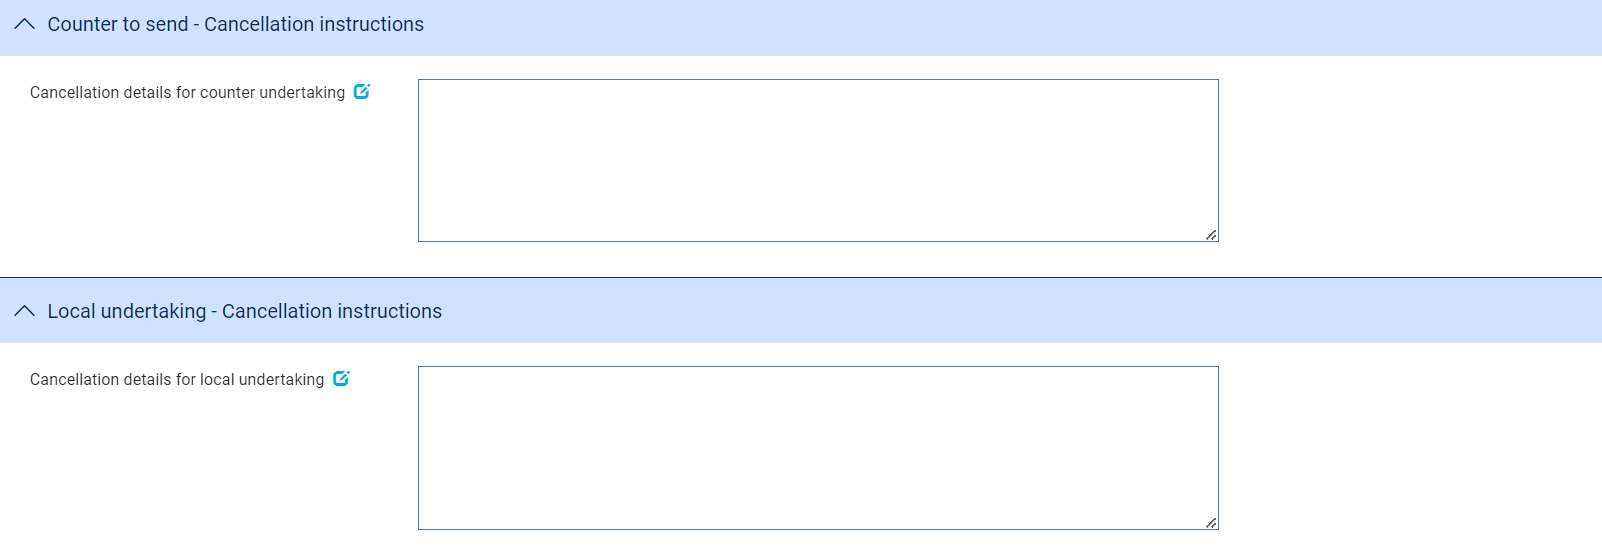 Counter to send - Cancellation instructions
Cancellation details for counter undertaking
Local undertaking - Cancellation instructions
Cancellation details for local undertaking